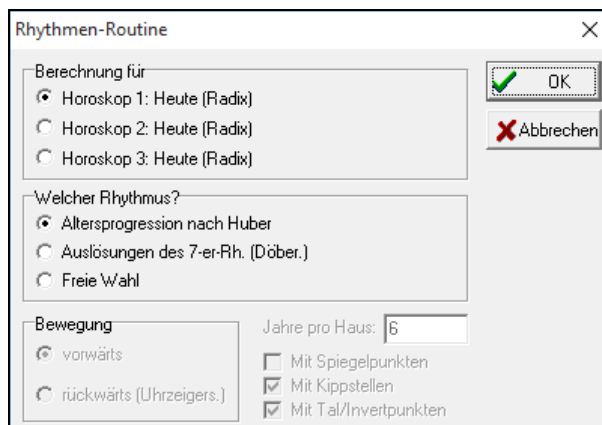 Rhythmen-Routine
Berechnung für
Horoskop 1: Heute (Radix)
Horoskop 2: Heute (Radix)
Horoskop 3: Heute (Radix)
OK
Abbrechen
Welcher Rhythmus?
Altersprogression nach Huber
Auslösungen des 7-er-Rh. (Döber.)
Freie Wahl
Bewegung
vorwärts
rückwärts (Uhrzeigers.)
Jahre pro Haus: 6
Mit Spiegelpunkten
Mit Kippstellen
Mit Tal/Invertpunkten